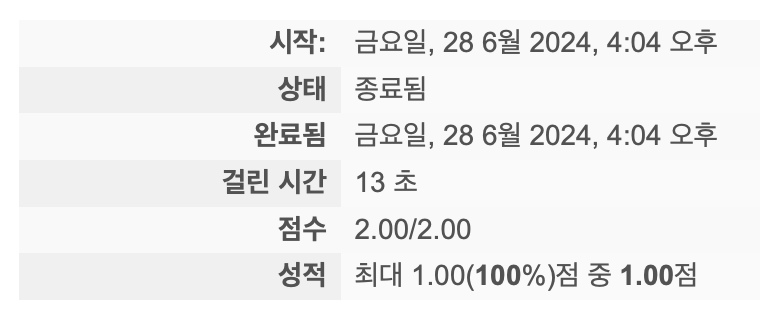 시작: 금요일, 28 6월 2024, 4:04 오후
상태 종료됨
완료됨 금요일, 28 6월 2024, 4:04 오후
걸린 시간 13 초
점수 2.00/2.00
성적 최대 1.00(100%)점 중 1.00점